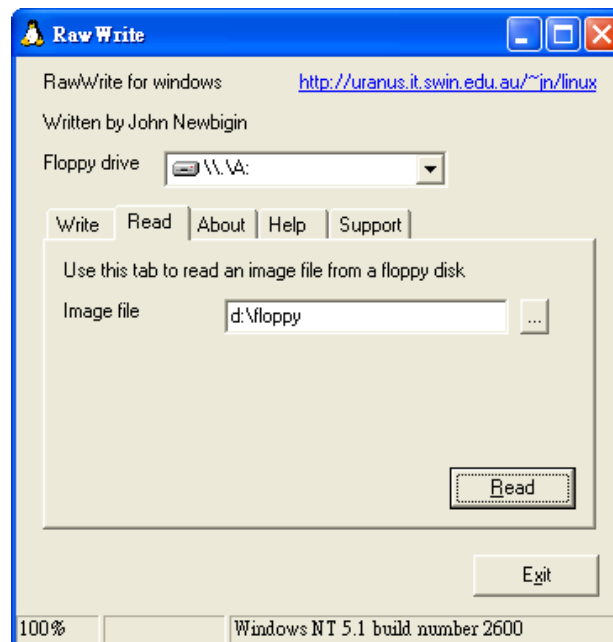 Raw Write
RawWrite for windows http://uranus.it.swin.edu.au/~jn/linux
Written by John Newbigin
Floppy drive \\.\A:
Write Read About Help Support
Use this tab to read an image file from a floppy disk
Image file d:\floppy ...
Read
Exit
100% Windows NT 5.1 build number 2600